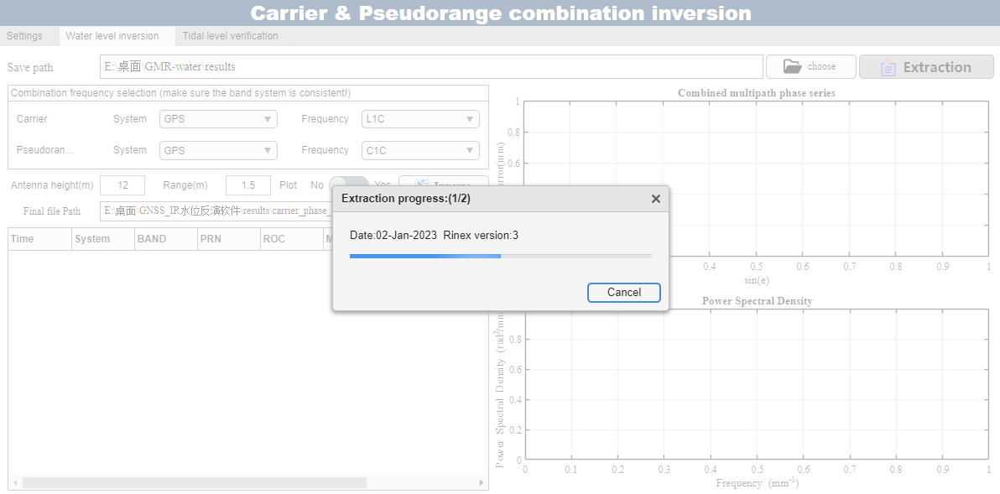 Carrier & Pseudorange combination inversion
Settings Water level inversion Tidal level verification
Save path E:\桌面\GMR-water\results choose Extraction
Combination frequency selection (make sure the band system is consistent!)
Carrier System GPS Frequency L1C
Pseudoran... System GPS Frequency C1C
Antenna height(m) 12 Range(m) 1.5 Plot No Yes
Final file Path E:\桌面\GNSS_IR水位反演软件\results\carrier_phase_
Time System BAND PRN ROC M
Extraction progress:(1/2)
Date:02-Jan-2023 Rinex version:3
Cancel
Combined multipath phase series
1
0.8
0.6
rror(mm)
0.4 0.5 0.6 0.7 0.8 0.9 1
sin(e)
Power Spectral Density
Power Spectral Density (rad²/mm
0.8
0.6
0.4
0.2
0
0 0.1 0.2 0.3 0.4 0.5 0.6 0.7 0.8 0.9 1
Frequency (mm⁻¹)